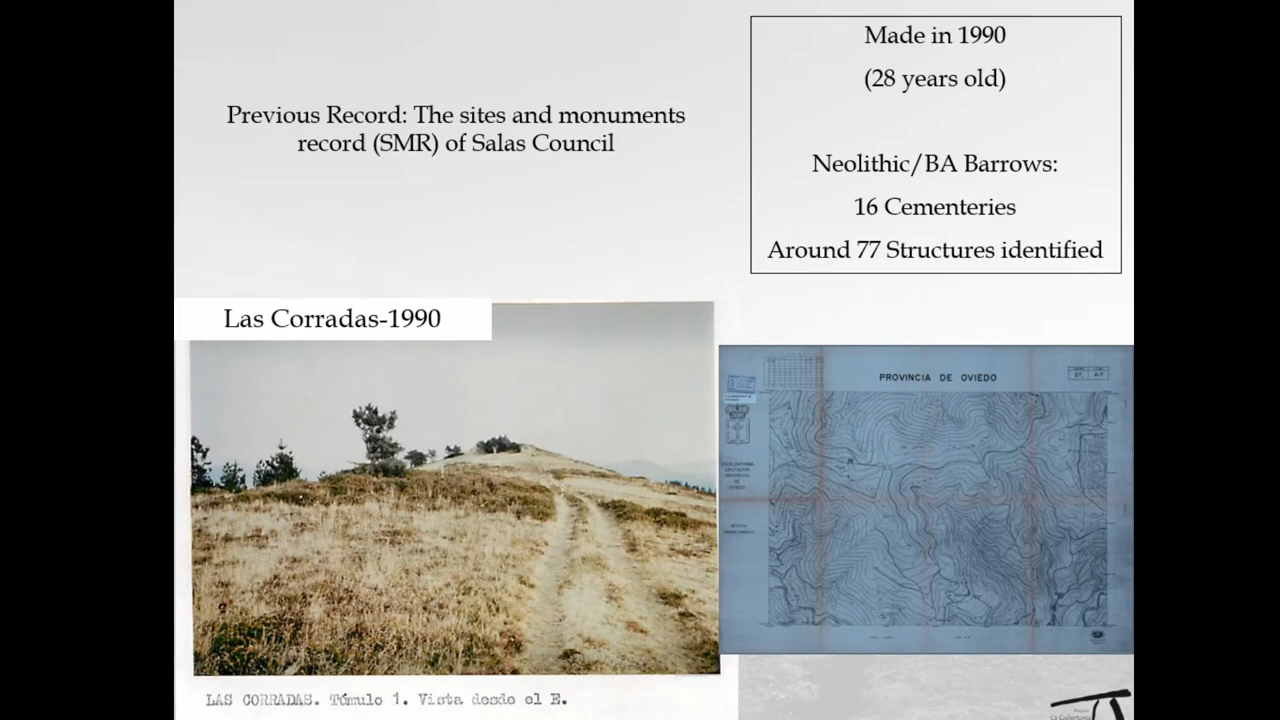 Previous Record: The sites and monuments
record (SMR) of Salas Council
Made in 1990
(28 years old)
Neolithic/BA Barrows:
16 Cementeries
Around 77 Structures identified
Las Corradas-1990
PROVINCIA DE OVIEDO
LAS CORRADAS. Túmulo 1. Vista desde el E.
La Cobertoria